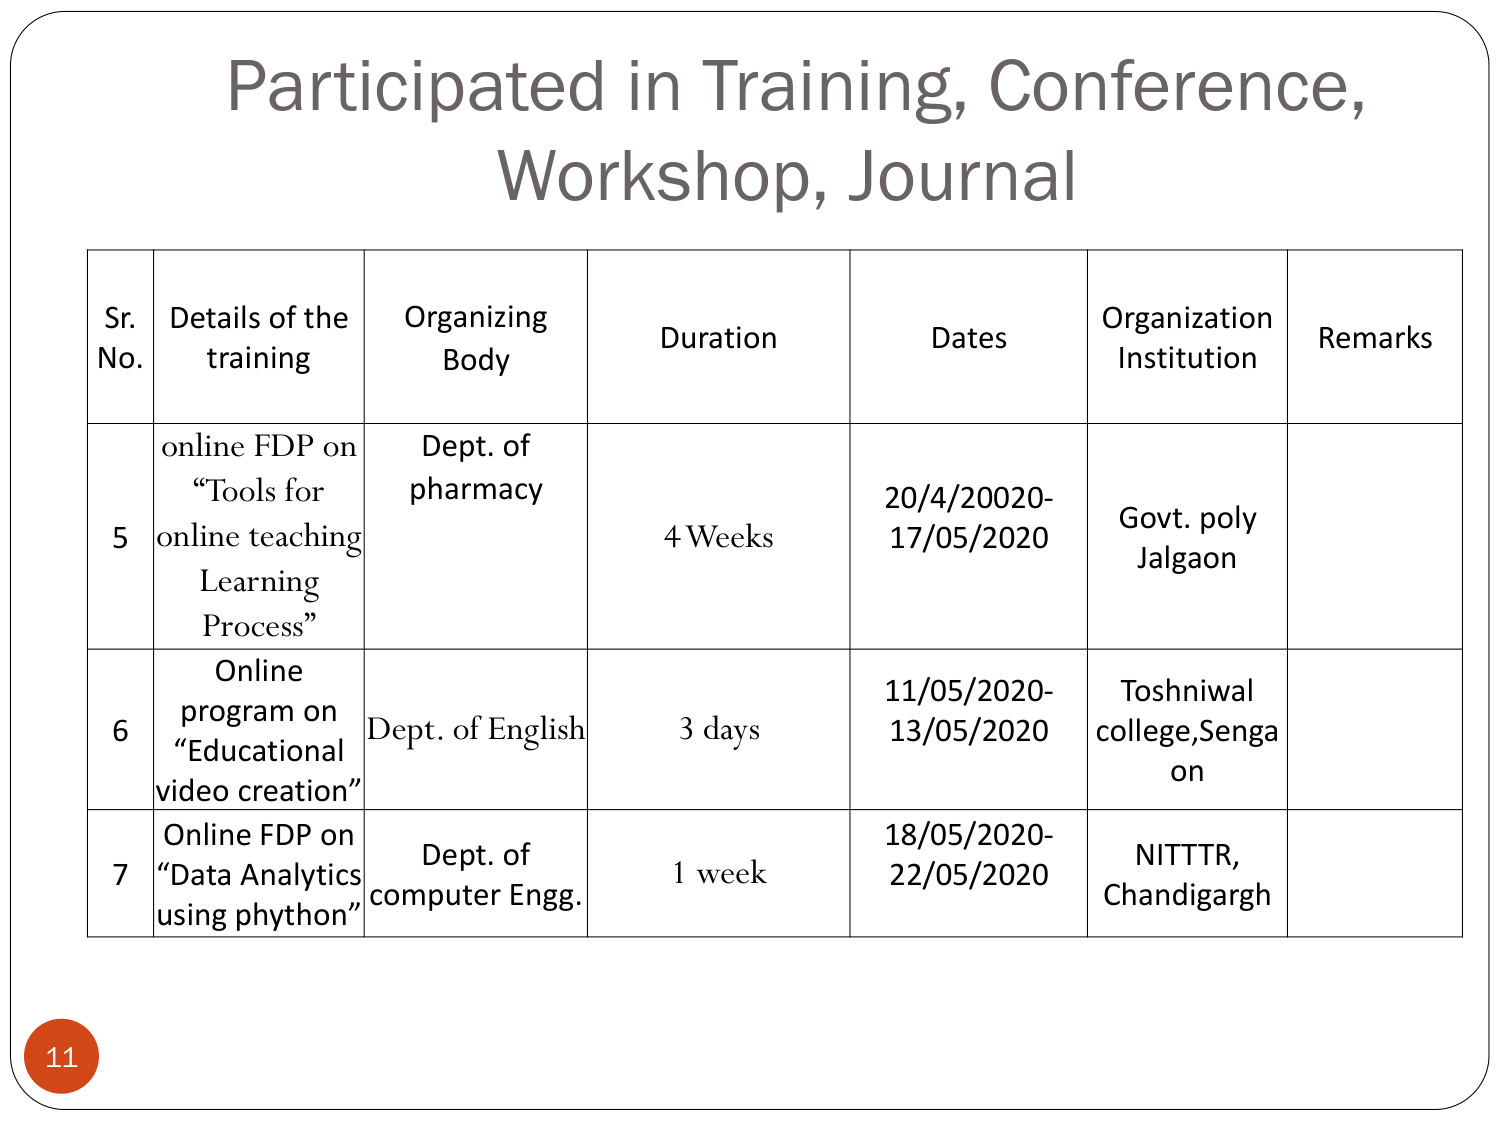 Participated in Training, Conference,
Workshop, Journal
Sr.
No.
Details of the
training
Organizing
Body
Duration
Dates
Organization
Institution
Remarks
5
online FDP on
“Tools for
online teaching
Learning
Process”
Dept. of
pharmacy
4 Weeks
20/4/20020-
17/05/2020
Govt. poly
Jalgaon
6
Online
program on
“Educational
video creation”
Dept. of English
3 days
11/05/2020-
13/05/2020
Toshniwal
college,Senga
on
7
Online FDP on
“Data Analytics
using phython”
Dept. of
computer Engg.
1 week
18/05/2020-
22/05/2020
NITTTR,
Chandigargh
11